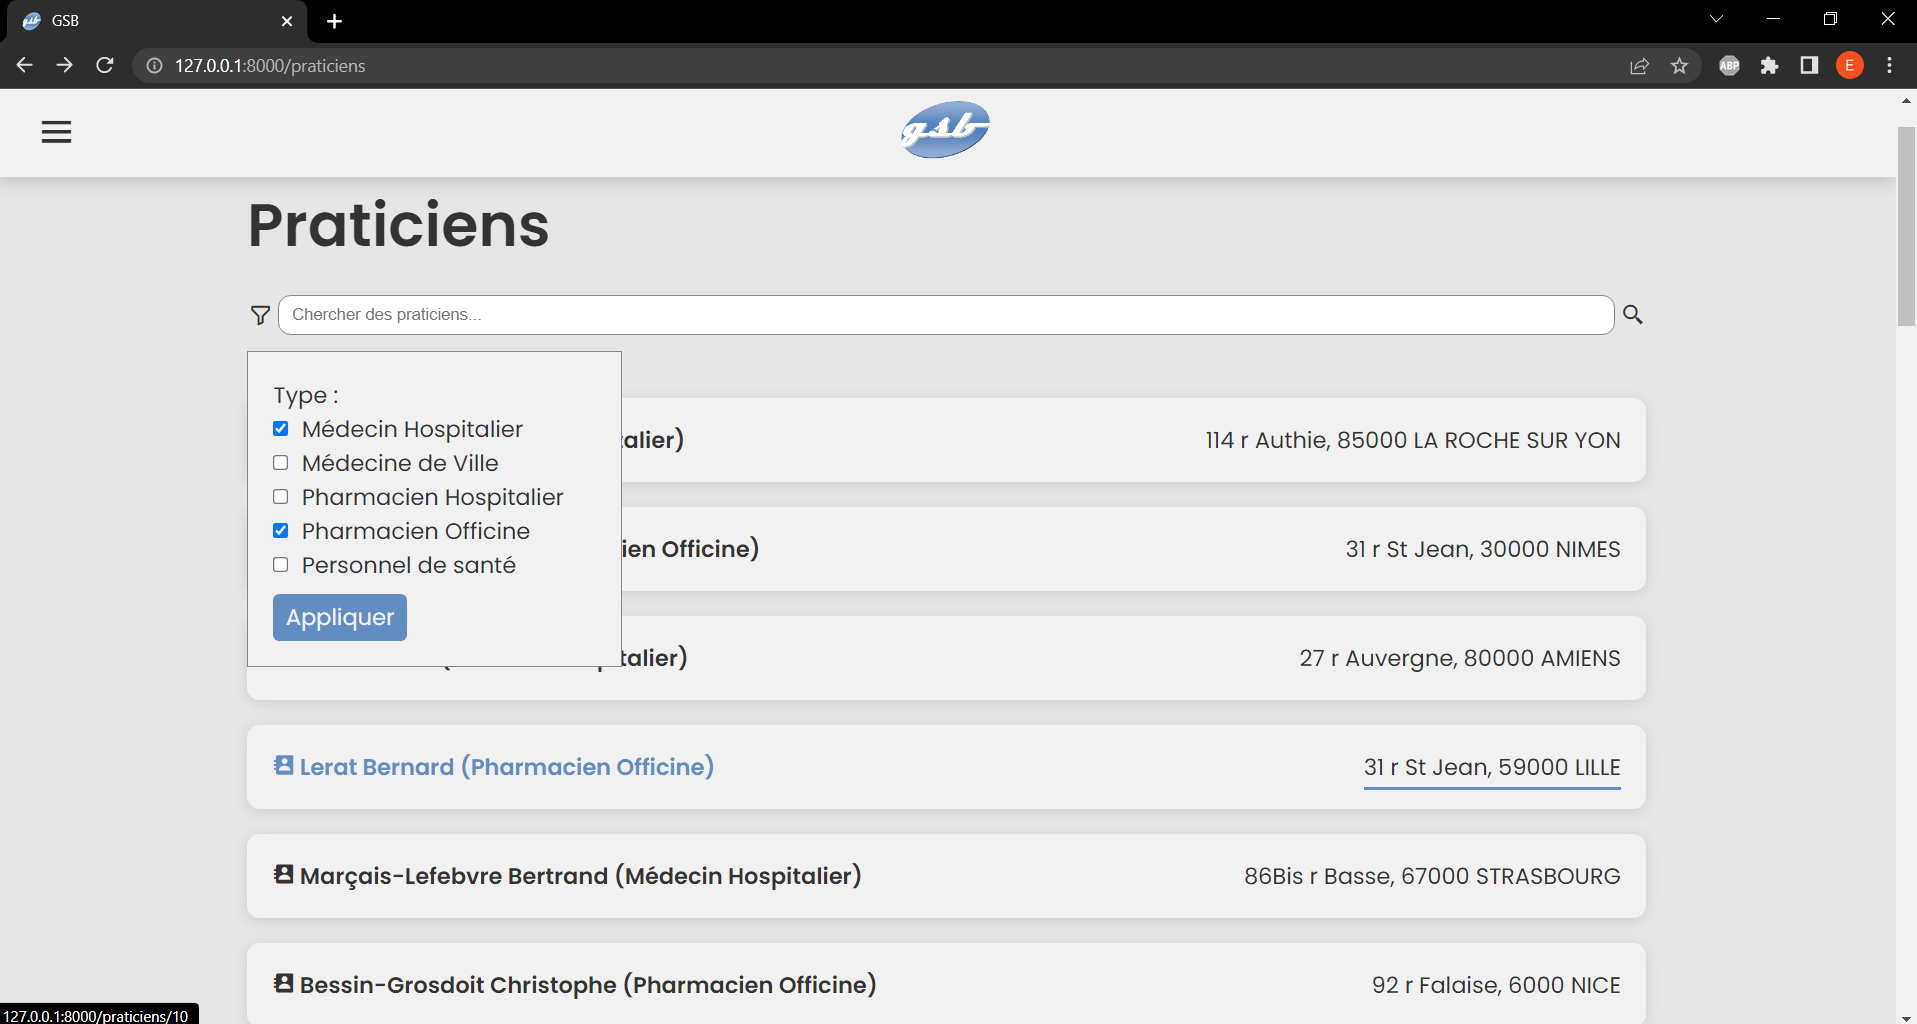 GSB
127.0.0.1:8000/praticiens
ABP
E
gsb
Praticiens
Chercher des praticiens...
Type :
Médecin Hospitalier
Médecine de Ville
Pharmacien Hospitalier
Pharmacien Officine
Personnel de santé
Appliquer
alier) 114 r Authie, 85000 LA ROCHE SUR YON
ien Officine) 31 r St Jean, 30000 NIMES
talier) 27 r Auvergne, 80000 AMIENS
Lerat Bernard (Pharmacien Officine) 31 r St Jean, 59000 LILLE
Marçais-Lefebvre Bertrand (Médecin Hospitalier) 86Bis r Basse, 67000 STRASBOURG
Bessin-Grosdoit Christophe (Pharmacien Officine) 92 r Falaise, 6000 NICE
127.0.0.1:8000/praticiens/10